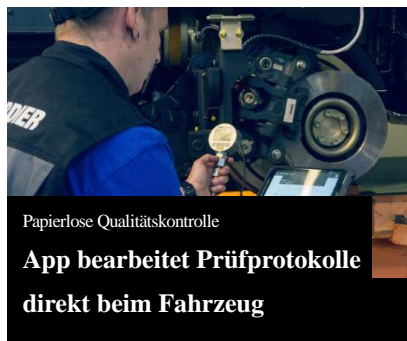 Papierlose Qualitätskontrolle
App bearbeitet Prüfprotokolle
direkt beim Fahrzeug